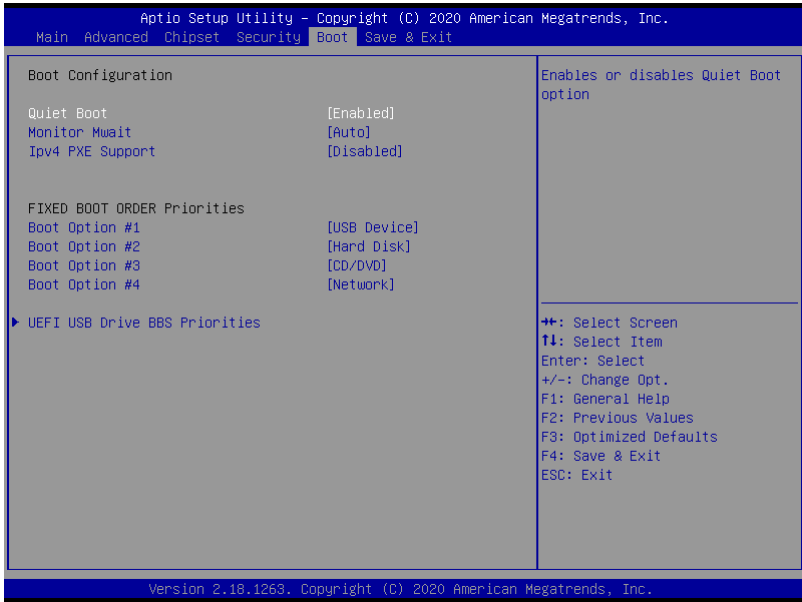 Aptio Setup Utility – Copyright (C) 2020 American Megatrends, Inc.
Main Advanced Chipset Security Boot Save & Exit
Boot Configuration
Quiet Boot [Enabled]
Monitor Mwait [Auto]
Ipv4 PXE Support [Disabled]
FIXED BOOT ORDER Priorities
Boot Option #1 [USB Device]
Boot Option #2 [Hard Disk]
Boot Option #3 [CD/DVD]
Boot Option #4 [Network]
UEFI USB Drive BBS Priorities
Enables or disables Quiet Boot
option
→←: Select Screen
↑↓: Select Item
Enter: Select
+/-: Change Opt.
F1: General Help
F2: Previous Values
F3: Optimized Defaults
F4: Save & Exit
ESC: Exit
Version 2.18.1263. Copyright (C) 2020 American Megatrends, Inc.